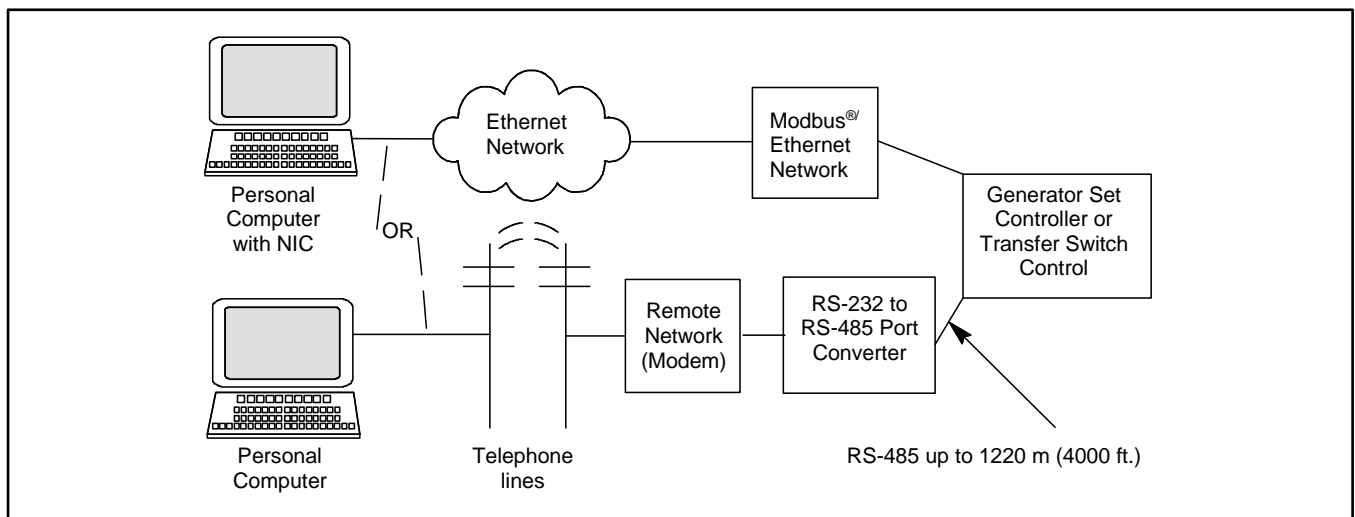 Personal
Computer
with NIC
Ethernet
Network
Modbus®/
Ethernet
Network
Generator Set
Controller or
Transfer Switch
Control
OR
Personal
Computer
Telephone
lines
Remote
Network
(Modem)
RS-232 to
RS-485 Port
Converter
RS-485 up to 1220 m (4000 ft.)